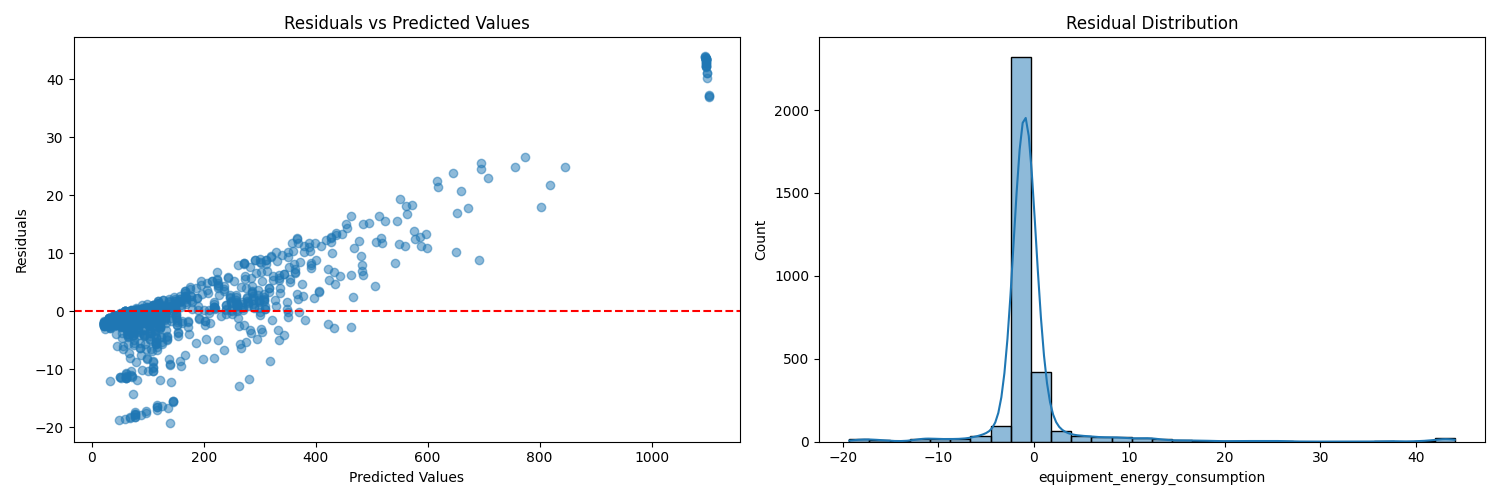 Residuals vs Predicted Values
Residuals
40
30
20
10
0
−10
−20
0 200 400 600 800 1000
Predicted Values
Residual Distribution
Count
2000
1500
1000
500
0
−20 −10 0 10 20 30 40
equipment_energy_consumption